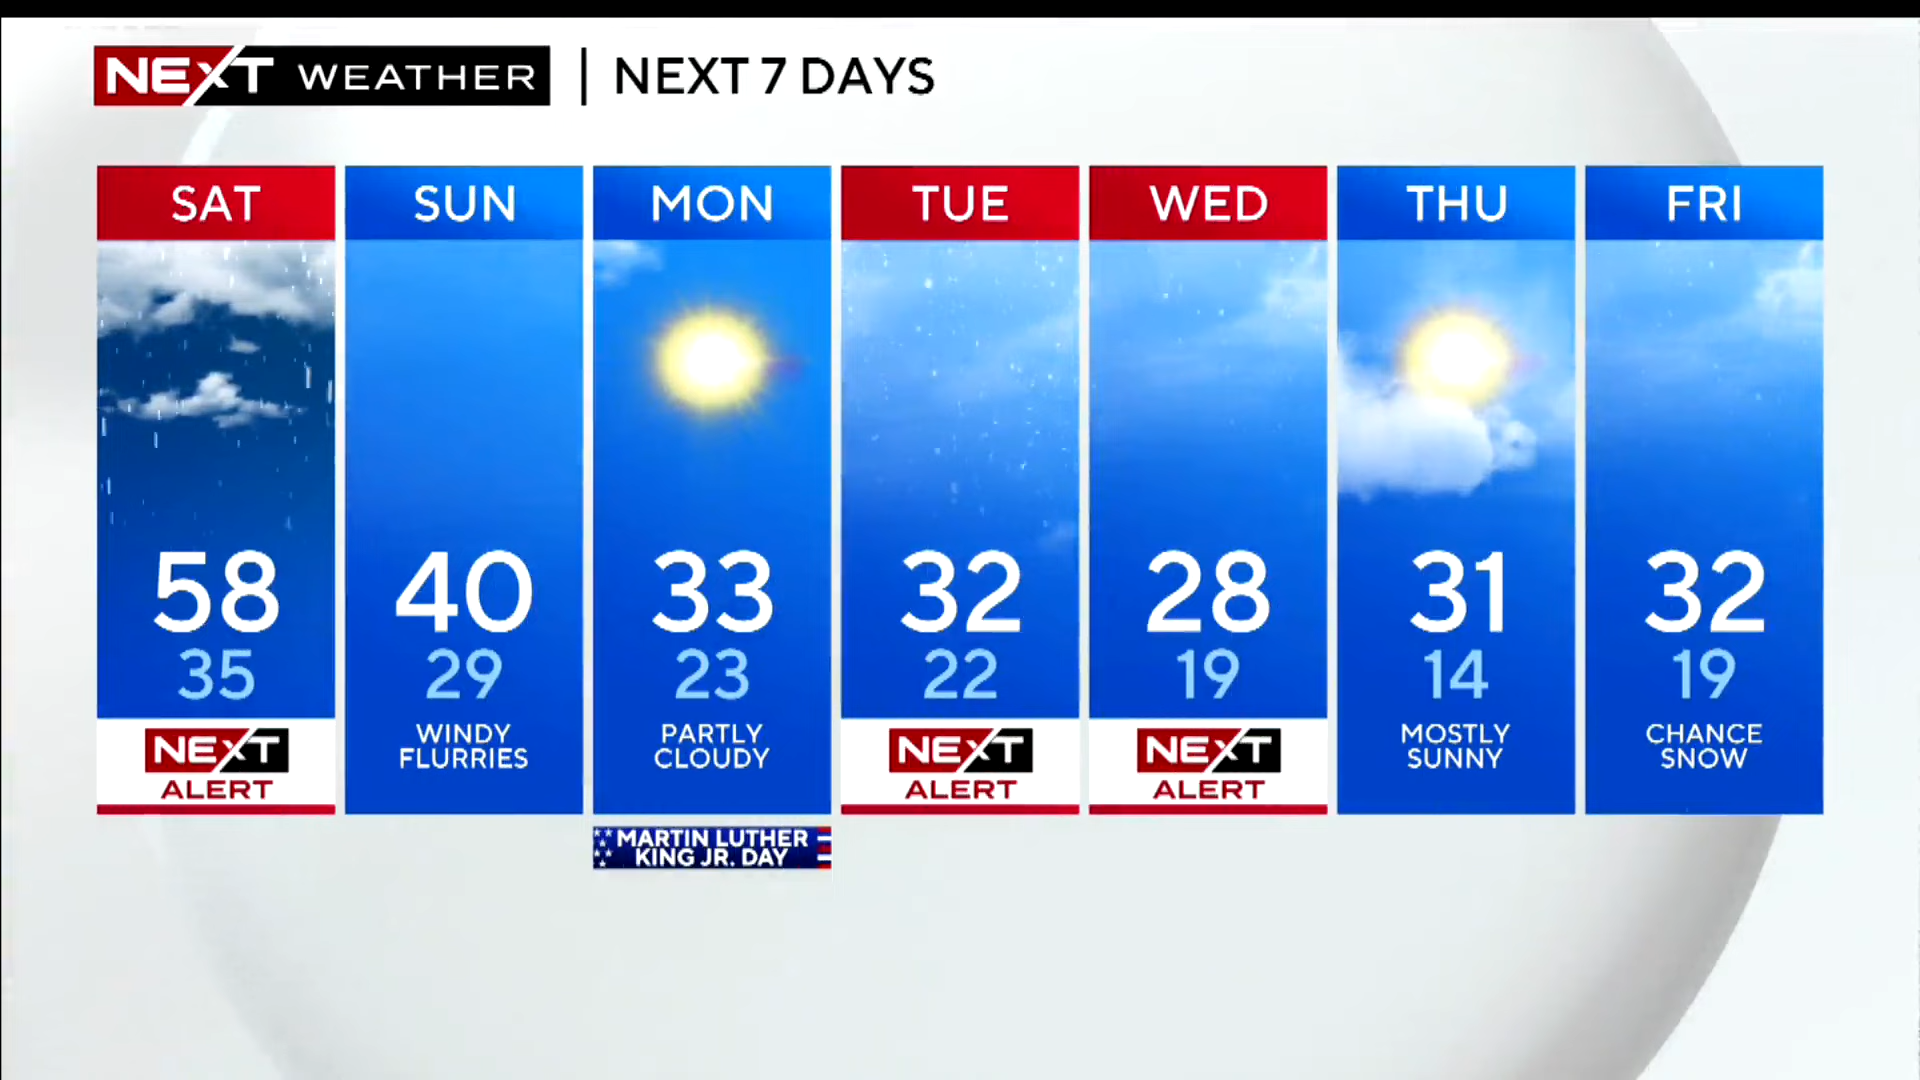 NEXT WEATHER | NEXT 7 DAYS
SAT
58
35
NEXT
ALERT
SUN
40
29
WINDY
FLURRIES
MON
33
23
PARTLY
CLOUDY
MARTIN LUTHER
KING JR. DAY
TUE
32
22
NEXT
ALERT
WED
28
19
NEXT
ALERT
THU
31
14
MOSTLY
SUNNY
FRI
32
19
CHANCE
SNOW